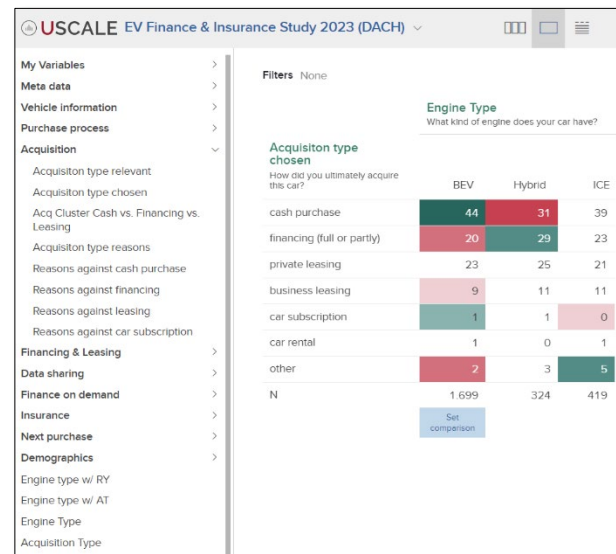 USCALE EV Finance & Insurance Study 2023 (DACH)
My Variables
Meta data
Vehicle information
Purchase process
Acquisition
Acquisiton type relevant
Acquisiton type chosen
Acq Cluster Cash vs. Financing vs.
Leasing
Acquisiton type reasons
Reasons against cash purchase
Reasons against financing
Reasons against leasing
Reasons against car subscription
Financing & Leasing
Data sharing
Finance on demand
Insurance
Next purchase
Demographics
Engine type w/ RY
Engine type w/ AT
Engine Type
Acquisition Type
Filters None
Engine Type
What kind of engine does your car have?
Acquisiton type
chosen
How did you ultimately acquire
this car?
BEV Hybrid ICE
cash purchase 44 31 39
financing (full or partly) 20 29 23
private leasing 23 25 21
business leasing 9 11 11
car subscription 1 1 0
car rental 1 0 1
other 2 3 5
N 1.699 324 419
Set
comparison